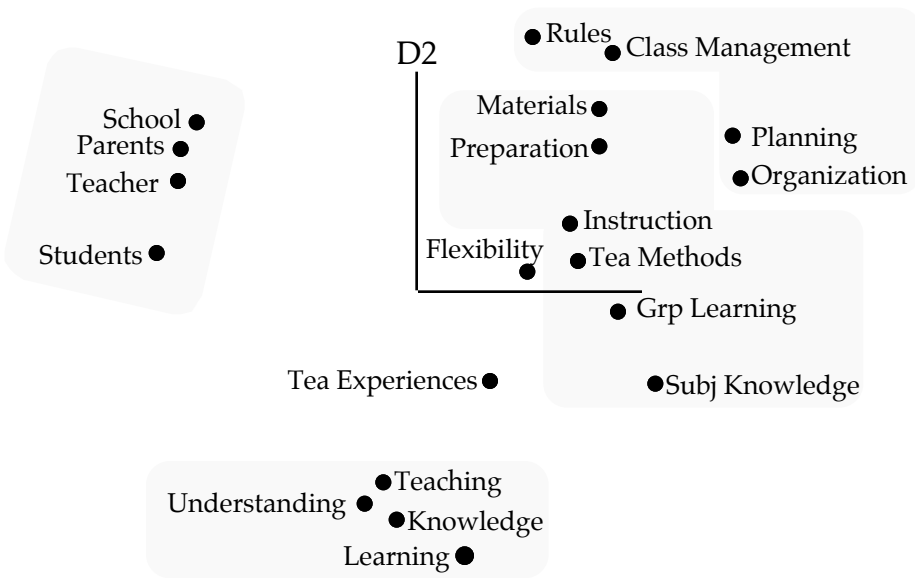 Rules
Class Management
D2
School
Materials
Parents
Preparation
Planning
Teacher
Organization
Instruction
Students
Flexibility
Tea Methods
Grp Learning
Tea Experiences
Subj Knowledge
Teaching
Understanding
Knowledge
Learning